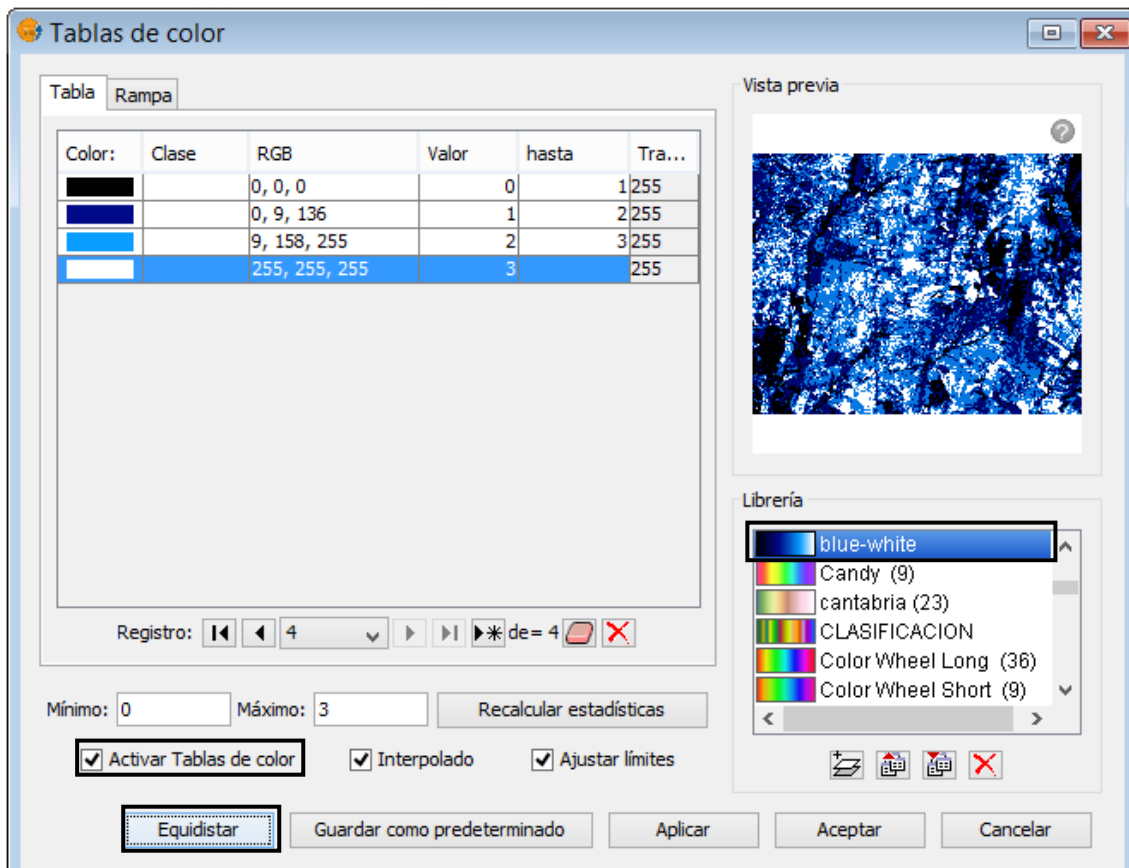 Tablas de color
Tabla Rampa
Color: Clase RGB Valor hasta Tra...
0, 0, 0 0 1 255
0, 9, 136 1 2 255
9, 158, 255 2 3 255
255, 255, 255 3 255
Registro: 4 de= 4
Mínimo: 0 Máximo: 3 Recalcular estadísticas
Activar Tablas de color Interpolado Ajustar límites
Vista previa
?
Librería
blue-white
Candy (9)
cantabria (23)
CLASIFICACION
Color Wheel Long (36)
Color Wheel Short (9)
Equidistar Guardar como predeterminado Aplicar Aceptar Cancelar